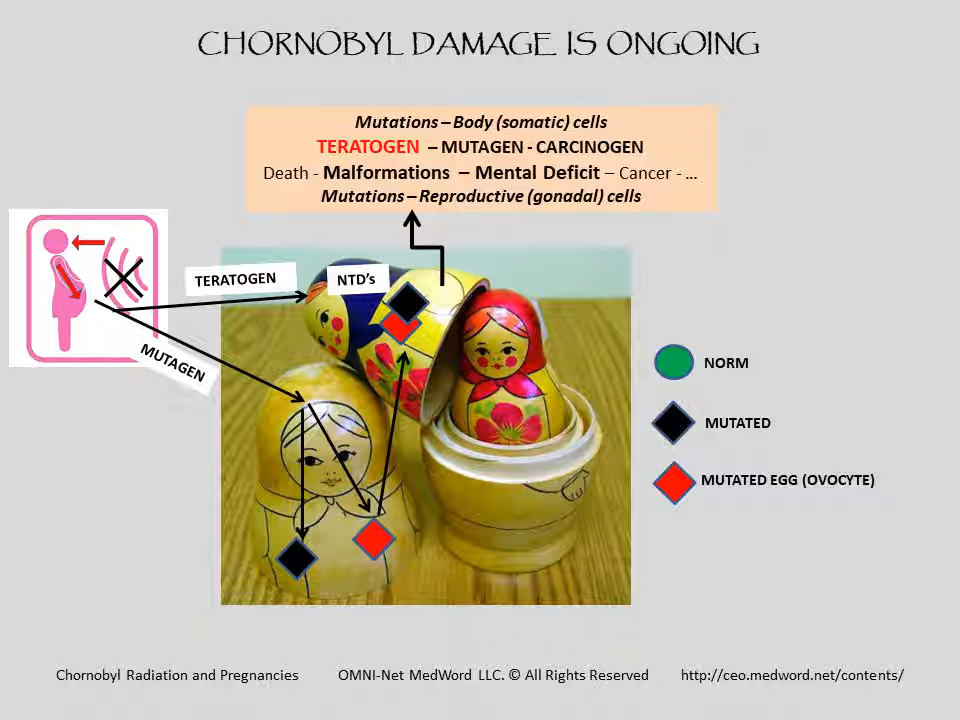 CHORNOBYL DAMAGE IS ONGOING
Mutations – Body (somatic) cells
TERATOGEN – MUTAGEN - CARCINOGEN
Death - Malformations – Mental Deficit – Cancer - ...
Mutations – Reproductive (gonadal) cells
TERATOGEN
NTD's
MUTAGEN
NORM
MUTATED
MUTATED EGG (OVOCYTE)
Chornobyl Radiation and Pregnancies OMNI-Net MedWord LLC. © All Rights Reserved http://ceo.medword.net/contents/